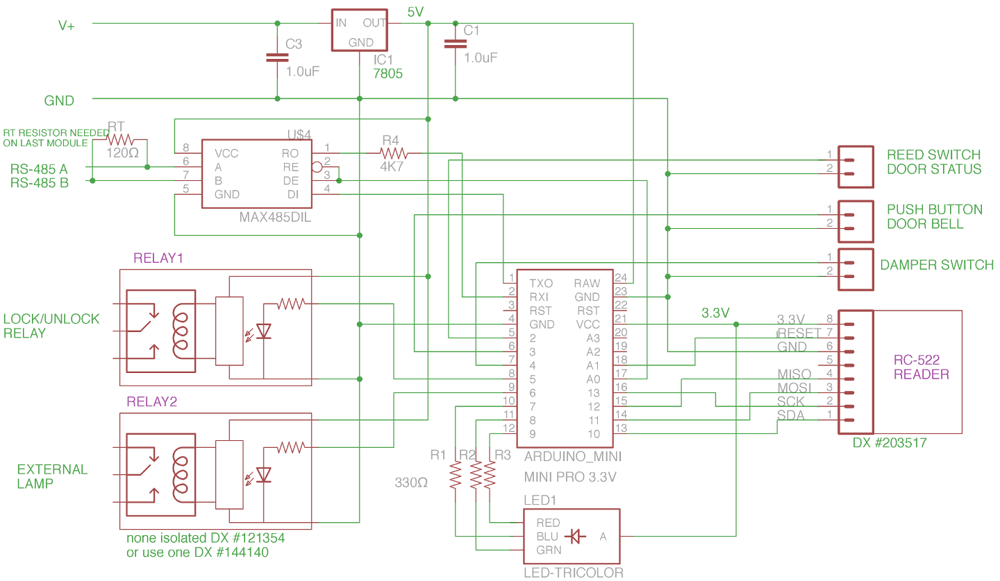 V+
IN OUT
GND
5V
C3
1.0uF
IC1
7805
C1
1.0uF
GND
RT RESISTOR NEEDED
ON LAST MODULE
RT
120Ω
RS-485 A
RS-485 B
U$4
8 VCC RO 1
6 A RE 2
7 B DE 3
5 GND DI 4
MAX485DIL
R4
4K7
1
2
REED SWITCH
DOOR STATUS
1
2
PUSH BUTTON
DOOR BELL
1
2
DAMPER SWITCH
RELAY1
LOCK/UNLOCK
RELAY
RELAY2
EXTERNAL
LAMP
none isolated DX #121354
or use one DX #144140
1 TXO RAW 24
2 RXI GND 23
3 RST RST 22
4 GND VCC 21
5 2 A3 20
6 3 A2 19
7 4 A1 18
8 5 A0 17
9 6 13 16
10 7 12 15
11 8 11 14
12 9 10 13
ARDUINO_MINI
MINI PRO 3.3V
3.3V
3.3V 8
RESET 7
GND 6
5
MISO 4
MOSI 3
SCK 2
SDA 1
RC-522
READER
DX #203517
R1 R2 R3
330Ω
LED1
RED
BLU A
GRN
LED-TRICOLOR